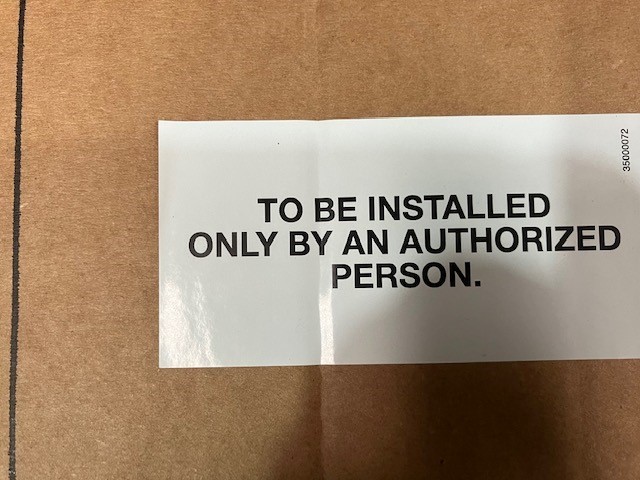 35000072
TO BE INSTALLED
ONLY BY AN AUTHORIZED
PERSON.